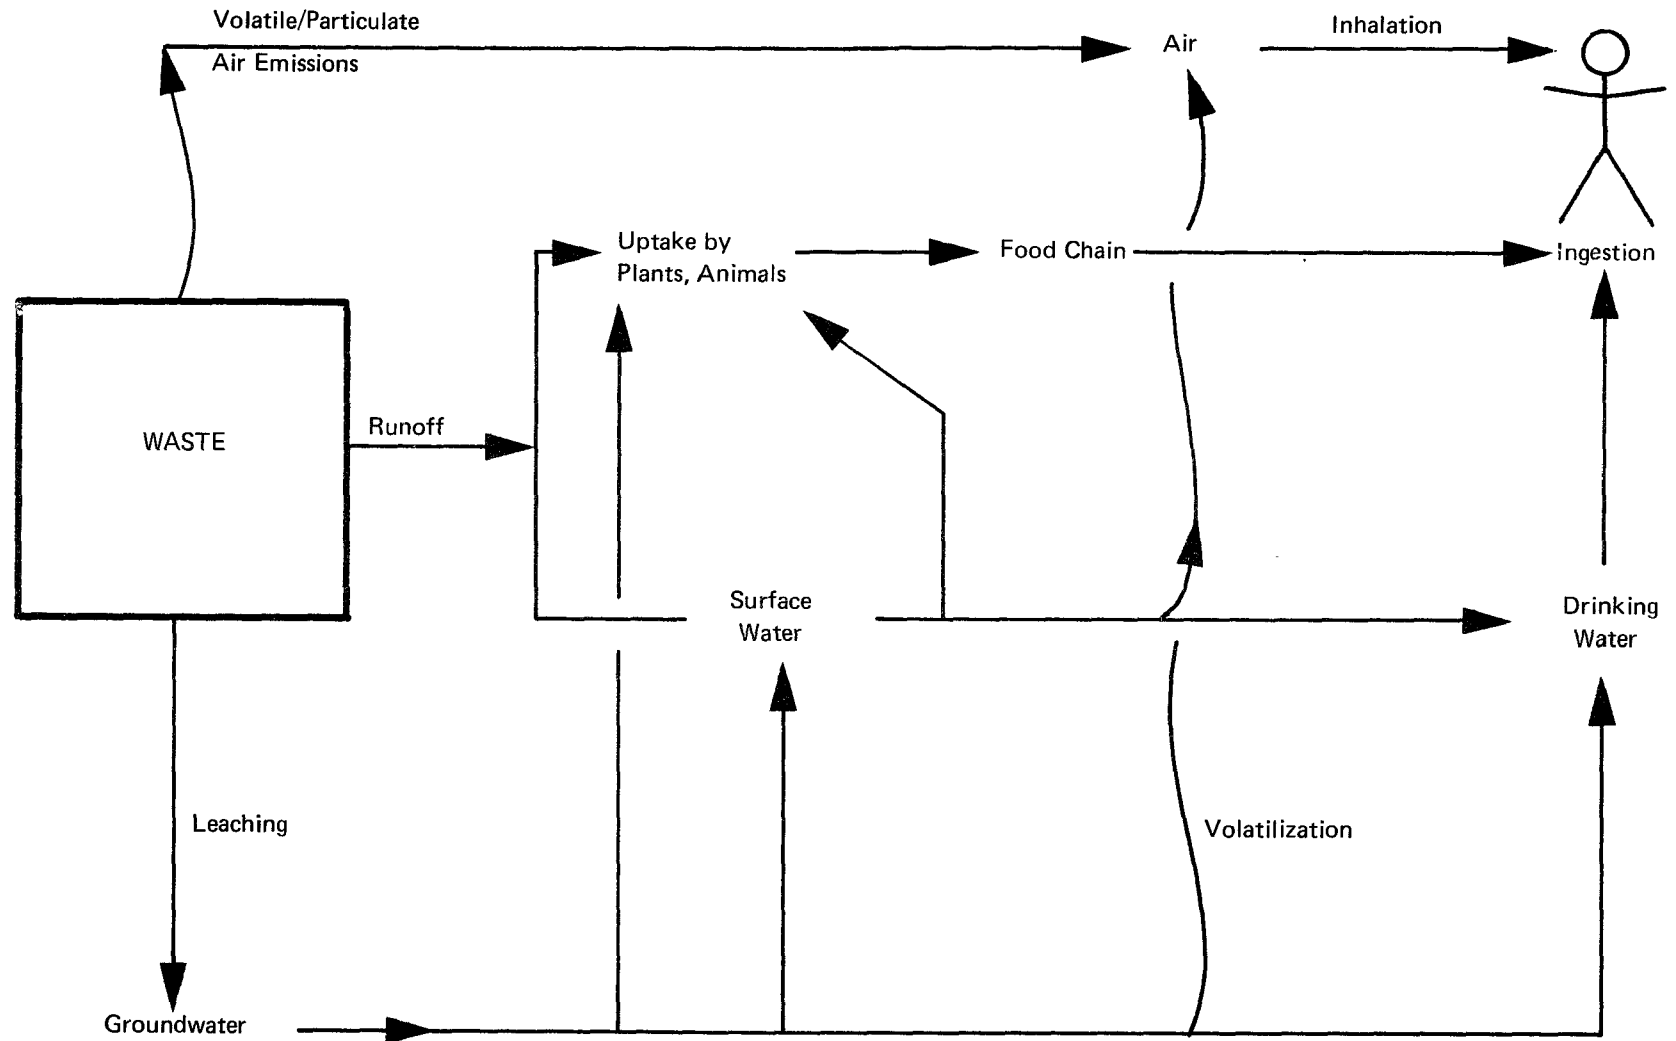 Volatile/Particulate
Air Emissions
Air
Inhalation
Uptake by
Plants, Animals
Food Chain
Ingestion
WASTE
Runoff
Surface
Water
Drinking
Water
Leaching
Volatilization
Groundwater